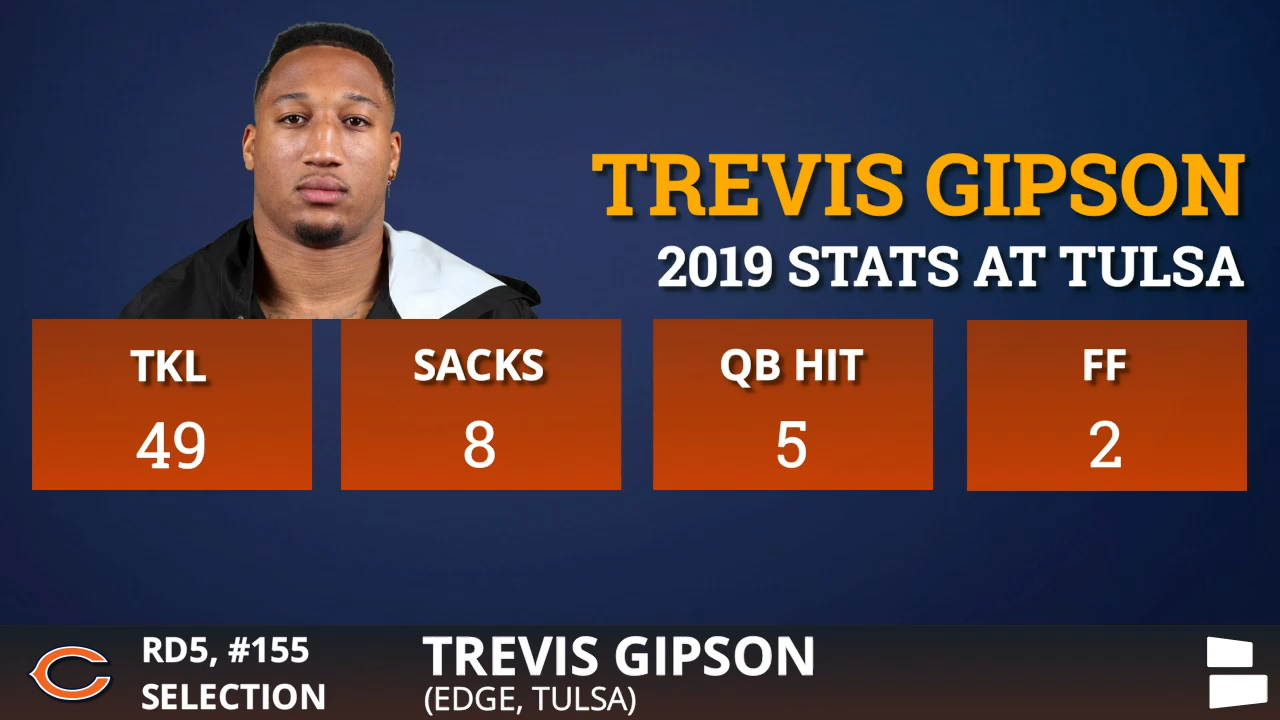 TREVIS GIPSON
2019 STATS AT TULSA
TKL
49
SACKS
8
QB HIT
5
FF
2
RD5, #155
SELECTION
TREVIS GIPSON
(EDGE, TULSA)